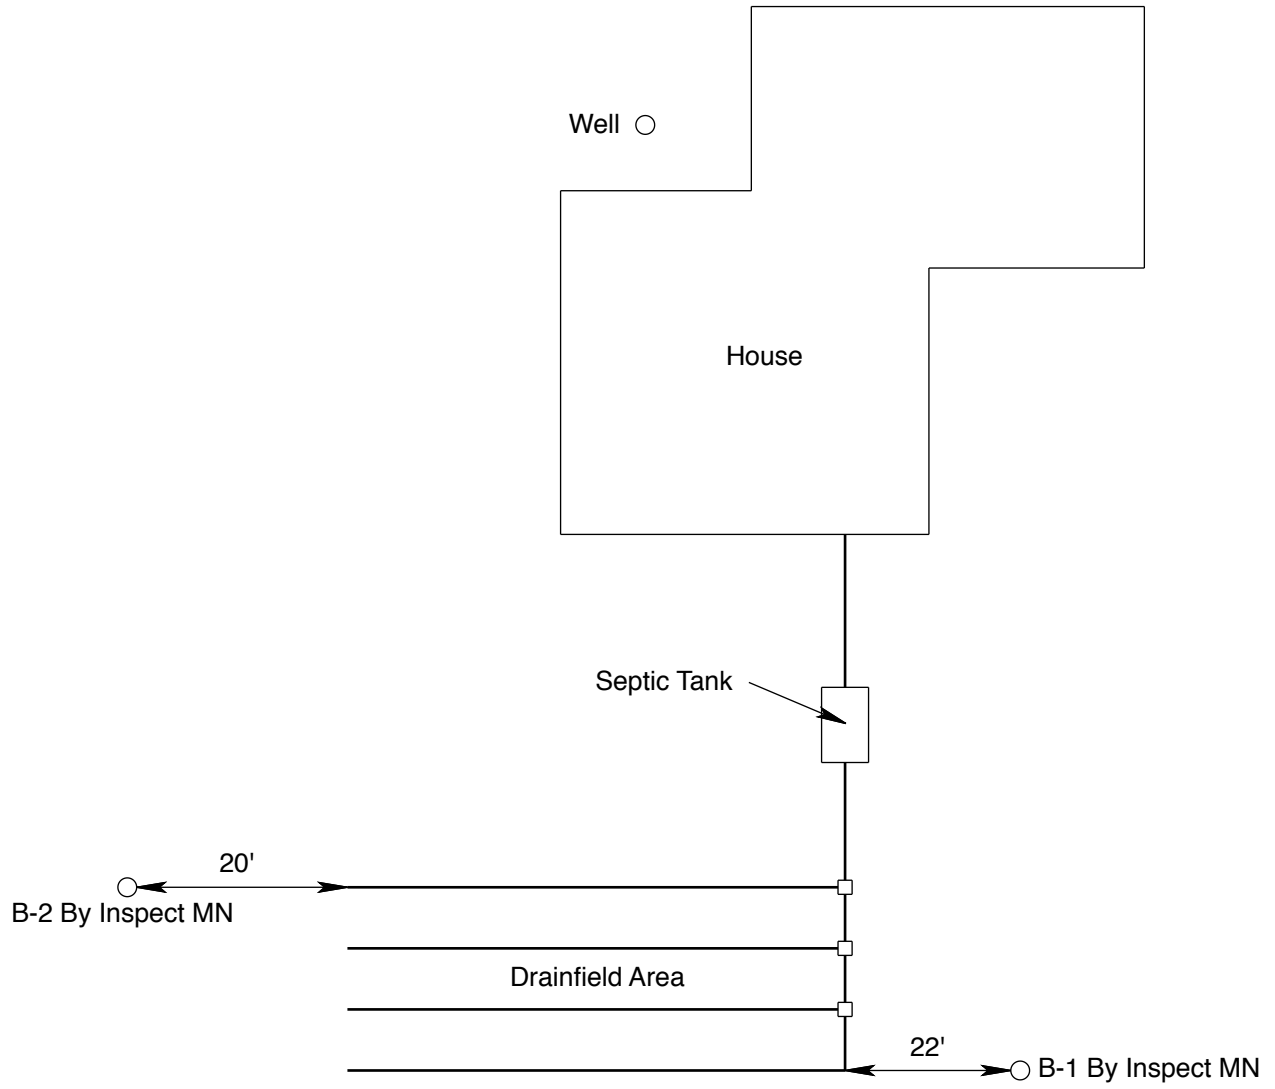 Well
House
Septic Tank
20'
B-2 By Inspect MN
Drainfield Area
22'
B-1 By Inspect MN